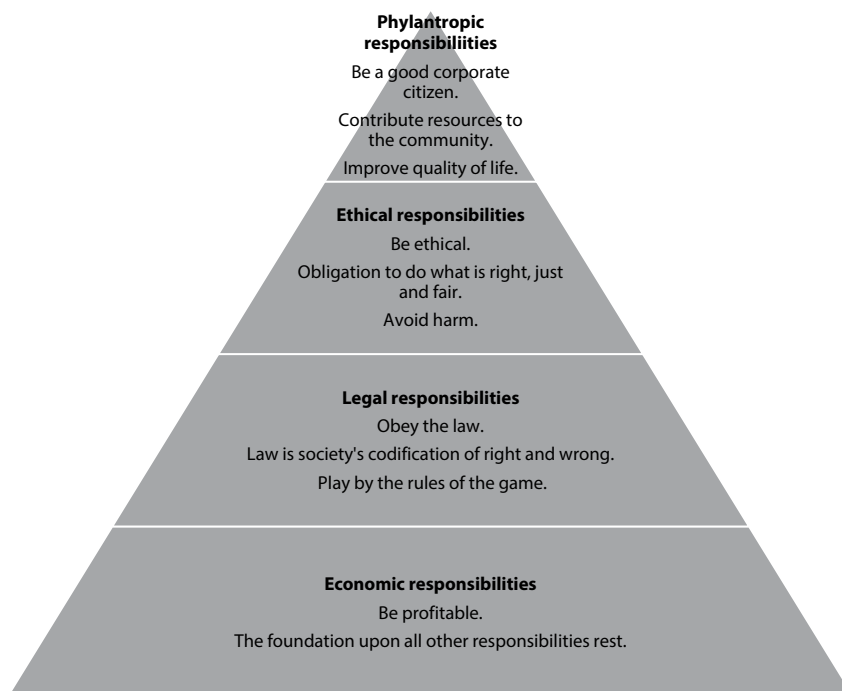 Phylantropic
responsibiliities
Be a good corporate
citizen.
Contribute resources to
the community.
Improve quality of life.
Ethical responsibilities
Be ethical.
Obligation to do what is right, just
and fair.
Avoid harm.
Legal responsibilities
Obey the law.
Law is society's codification of right and wrong.
Play by the rules of the game.
Economic responsibilities
Be profitable.
The foundation upon all other responsibilities rest.